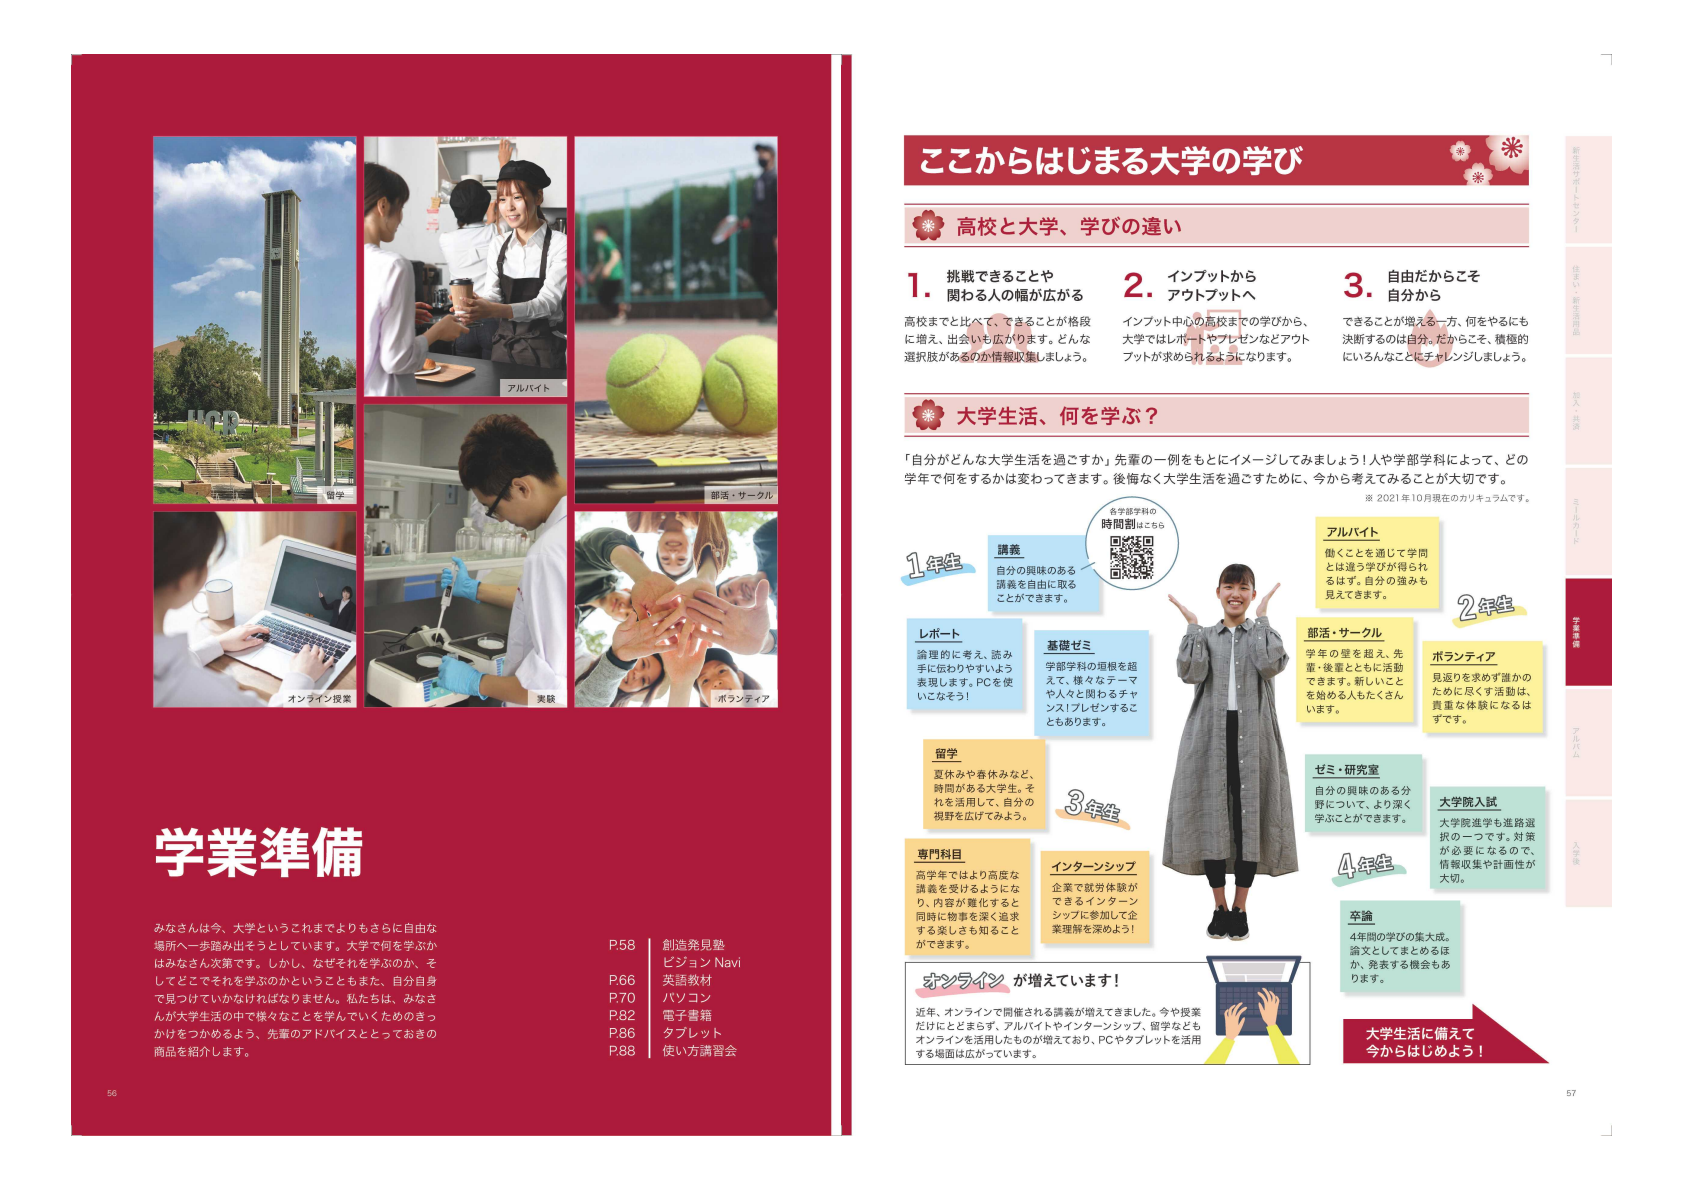 UCR
留学
アルバイト
部活・サークル
オンライン授業
実験
ボランティア
学業準備
みなさんは今、大学というこれまでよりもさらに自由な
場所へ一歩踏み出そうとしています。大学で何を学ぶか
はみなさん次第です。しかし、なぜそれを学ぶのか、そ
してどこでそれを学ぶのかということもまた、自分自身
で見つけていかなければなりません。私たちは、みなさ
んが大学生活の中で様々なことを学んでいくためのきっ
かけをつかめるよう、先輩のアドバイスととっておきの
商品を紹介します。
P.58 創造発見塾
ビジョン Navi
P.66 英語教材
P.70 パソコン
P.82 電子書籍
P.86 タブレット
P.88 使い方講習会
56
ここからはじまる大学の学び
高校と大学、学びの違い
1. 挑戦できることや
関わる人の幅が広がる
高校までと比べて、できることが格段
に増え、出会いも広がります。どんな
選択肢があるのか情報収集しましょう。
2. インプットから
アウトプットへ
インプット中心の高校までの学びから、
大学ではレポートやプレゼンなどアウト
プットが求められるようになります。
3. 自由だからこそ
自分から
できることが増える一方、何をやるにも
決断するのは自分。だからこそ、積極的
にいろんなことにチャレンジしましょう。
大学生活、何を学ぶ？
「自分がどんな大学生活を過ごすか」先輩の一例をもとにイメージしてみましょう！人や学部学科によって、どの
学年で何をするかは変わってきます。後悔なく大学生活を過ごすために、今から考えてみることが大切です。
※ 2021年10月現在のカリキュラムです。
1年生
講義
自分の興味のある
講義を自由に取る
ことができます。
各学部学科の
時間割はこちら
レポート
論理的に考え、読み
手に伝わりやすいよう
表現します。PCを使
いこなそう！
基礎ゼミ
学部学科の垣根を超
えて、様々なテーマ
や人々と関わるチャ
ンス！プレゼンするこ
ともあります。
アルバイト
働くことを通じて学問
とは違う学びが得られ
るはず。自分の強みも
見えてきます。
2年生
部活・サークル
学年の壁を超え、先
輩・後輩とともに活動
できます。新しいこと
を始める人もたくさん
います。
ボランティア
見返りを求めず誰かの
ために尽くす活動は、
貴重な体験になるは
ずです。
留学
夏休みや春休みなど、
時間がある大学生。そ
れを活用して、自分の
視野を広げてみよう。
3年生
専門科目
高学年ではより高度な
講義を受けるようにな
り、内容が難化すると
同時に物事を深く追求
する楽しさも知ること
ができます。
インターンシップ
企業で就労体験が
できるインターン
シップに参加して企
業理解を深めよう！
ゼミ・研究室
自分の興味のある分
野について、より深く
学ぶことができます。
大学院入試
大学院進学も進路選
択の一つです。対策
が必要になるので、
情報収集や計画性が
大切。
4年生
卒論
4年間の学びの集大成。
論文としてまとめるほ
か、発表する機会もあ
ります。
オンライン が増えています！
近年、オンラインで開催される講義が増えてきました。今や授業
だけにとどまらず、アルバイトやインターンシップ、留学なども
オンラインを活用したものが増えており、PCやタブレットを活用
する場面は広がっています。
大学生活に備えて
今からはじめよう！
新生活サポートセンター
住まい・新生活用品
加入・共済
ミールカード
学業準備
アルバム
入学後
57